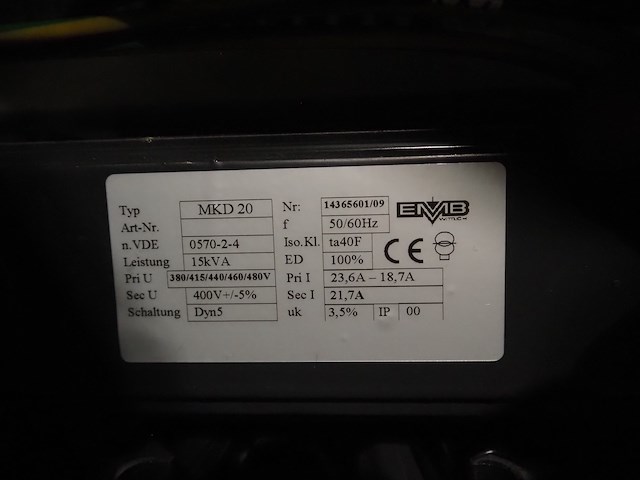 Typ MKD 20 Nr: 14365601/09 EMB
Art-Nr. f 50/60Hz
n.VDE 0570-2-4 Iso.Kl. ta40F CE
Leistung 15kVA ED 100%
Pri U 380/415/440/460/480V Pri I 23,6A – 18,7A
Sec U 400V+/-5% Sec I 21,7A
Schaltung Dyn5 uk 3,5% IP 00